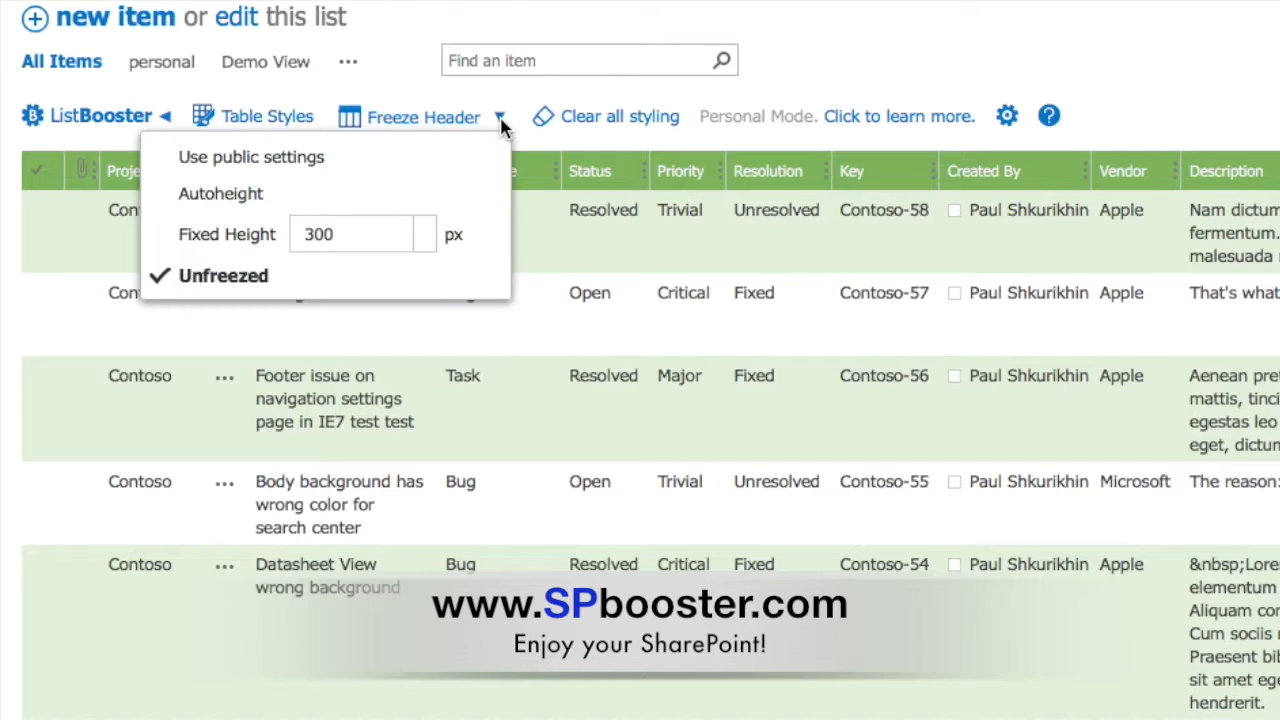 new item or edit this list
All Items personal Demo View ...
Find an item
ListBooster Table Styles Freeze Header Clear all styling Personal Mode. Click to learn more.
Use public settings
Autoheight
Fixed Height 300 px
Unfreezed
Status Priority Resolution Key Created By Vendor Description
Resolved Trivial Unresolved Contoso-58 Paul Shkurikhin Apple Nam dictum
fermentum.
malesuada
Open Critical Fixed Contoso-57 Paul Shkurikhin Apple That's what
Contoso ... Footer issue on Task Resolved Major Fixed Contoso-56 Paul Shkurikhin Apple Aenean pre
navigation settings mattis, tinci
page in IE7 test test egestas leo
eget, dictum
Contoso ... Body background has Bug Open Trivial Unresolved Contoso-55 Paul Shkurikhin Microsoft The reason:
wrong color for
search center
Contoso ... Datasheet View Bug Resolved Critical Fixed Contoso-54 Paul Shkurikhin Apple &nbsp;Lore
wrong background elementum
Aliquam con
Cum sociis
Praesent bib
sit amet ege
hendrerit.
www.SPbooster.com
Enjoy your SharePoint!